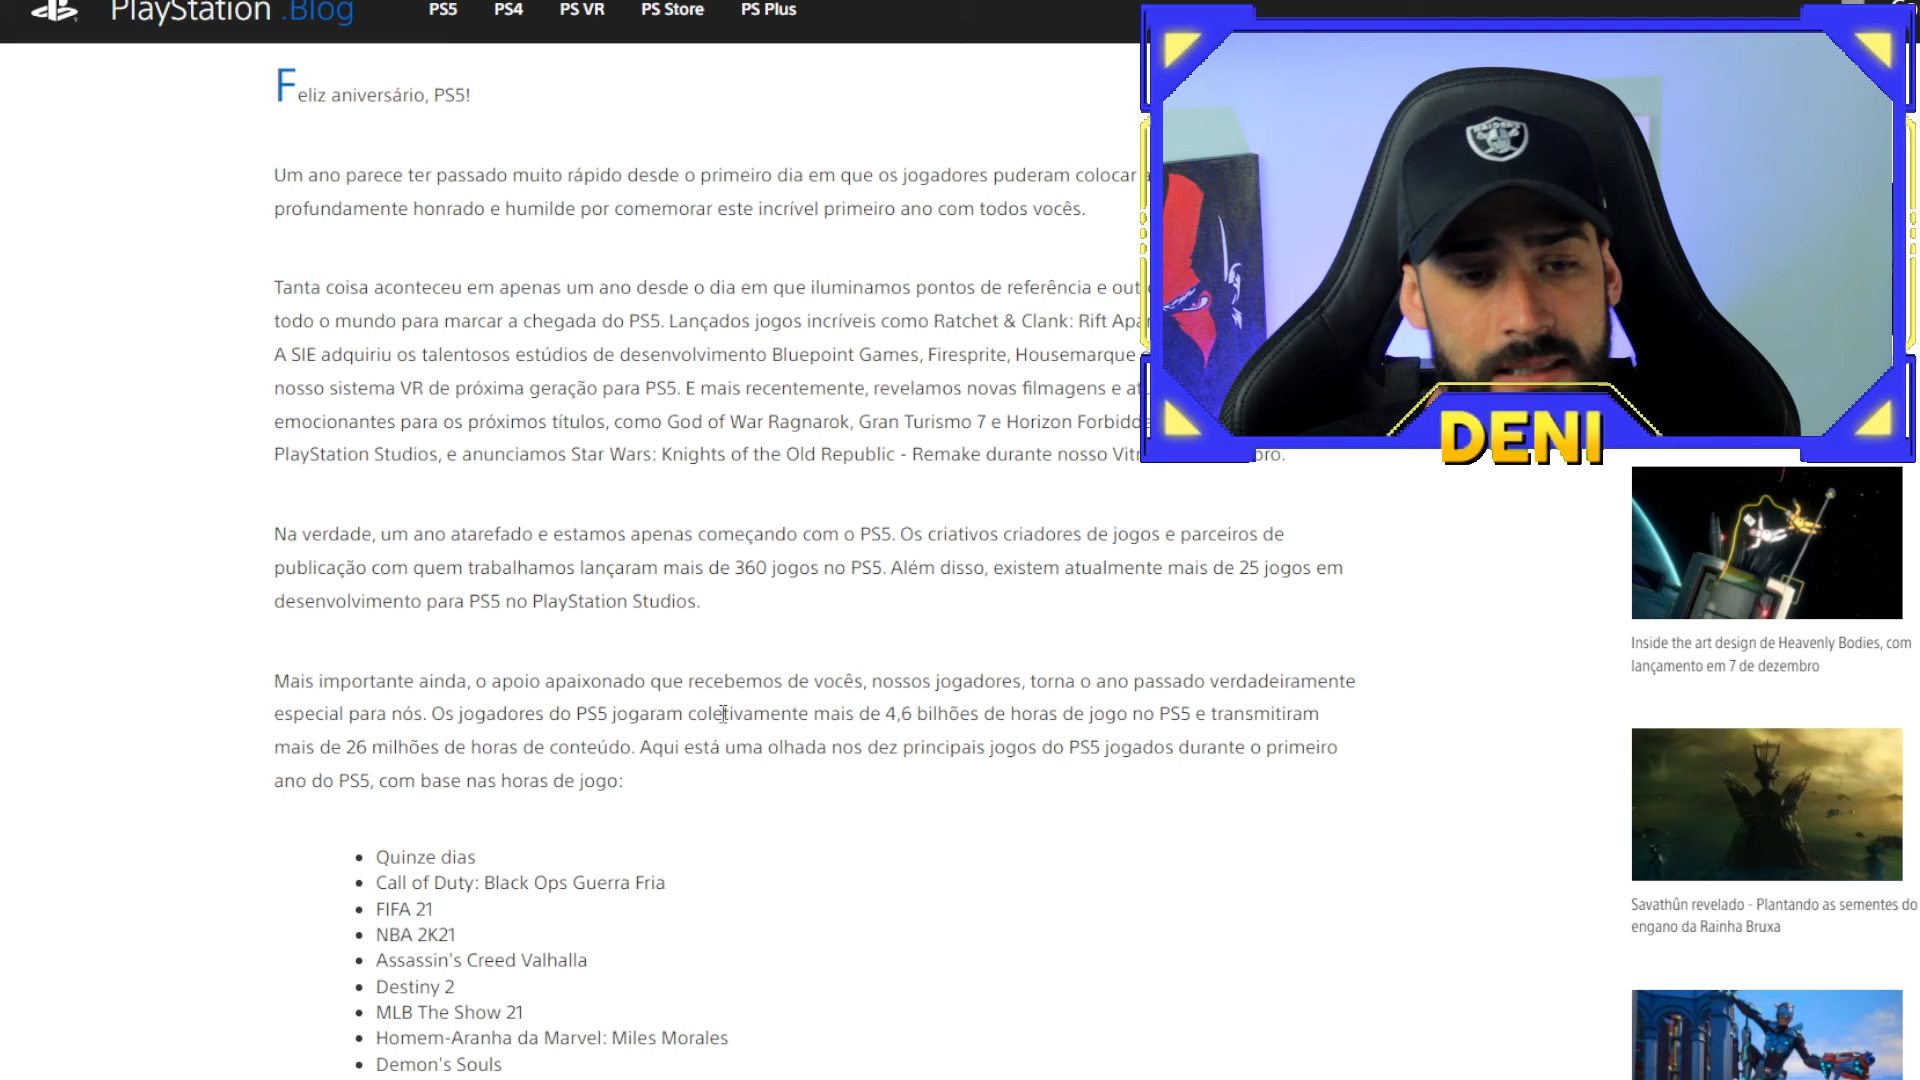 PlayStation .Blog
PS5 PS4 PS VR PS Store PS Plus
Feliz aniversário, PS5!
Um ano parece ter passado muito rápido desde o primeiro dia em que os jogadores puderam colocar
profundamente honrado e humilde por comemorar este incrível primeiro ano com todos vocês.
Tanta coisa aconteceu em apenas um ano desde o dia em que iluminamos pontos de referência e
todo o mundo para marcar a chegada do PS5. Lançados jogos incríveis como Ratchet & Clank: Rift
A SIE adquiriu os talentosos estúdios de desenvolvimento Bluepoint Games, Firesprite, Housemarque
nosso sistema VR de próxima geração para PS5. E mais recentemente, revelamos novas filmagens e
emocionantes para os próximos títulos, como God of War Ragnarok, Gran Turismo 7 e Horizon
PlayStation Studios, e anunciamos Star Wars: Knights of the Old Republic - Remake durante nosso
Na verdade, um ano atarefado e estamos apenas começando com o PS5. Os criativos criadores de jogos e parceiros de
publicação com quem trabalhamos lançaram mais de 360 jogos no PS5. Além disso, existem atualmente mais de 25 jogos em
desenvolvimento para PS5 no PlayStation Studios.
Mais importante ainda, o apoio apaixonado que recebemos de vocês, nossos jogadores, torna o ano passado verdadeiramente
especial para nós. Os jogadores do PS5 jogaram coletivamente mais de 4,6 bilhões de horas de jogo no PS5 e transmitiram
mais de 26 milhões de horas de conteúdo. Aqui está uma olhada nos dez principais jogos do PS5 jogados durante o primeiro
ano do PS5, com base nas horas de jogo:
• Quinze dias
• Call of Duty: Black Ops Guerra Fria
• FIFA 21
• NBA 2K21
• Assassin's Creed Valhalla
• Destiny 2
• MLB The Show 21
• Homem-Aranha da Marvel: Miles Morales
• Demon's Souls
RAIDERS
DENI
Inside the art design de Heavenly Bodies, com
lançamento em 7 de dezembro
Savathûn revelado - Plantando as sementes do
engano da Rainha Bruxa